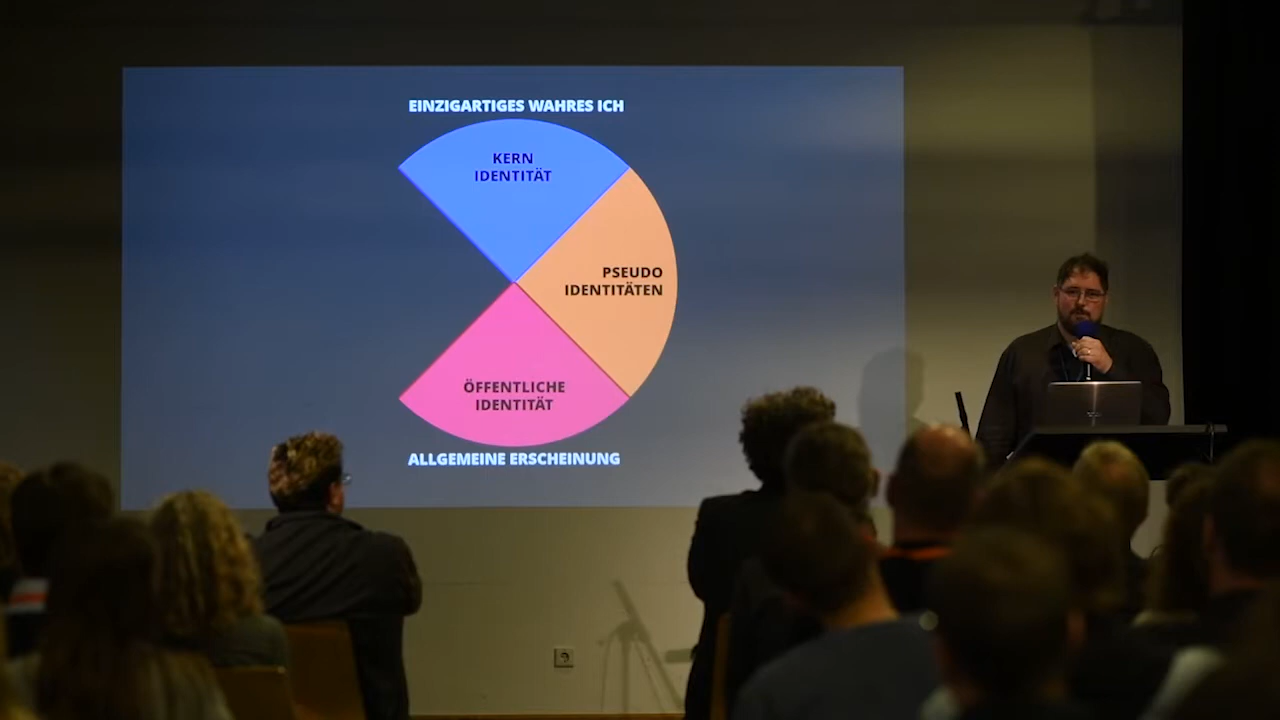 EINZIGARTIGES WAHRES ICH
KERN
IDENTITÄT
PSEUDO
IDENTITÄTEN
ÖFFENTLICHE
IDENTITÄT
ALLGEMEINE ERSCHEINUNG